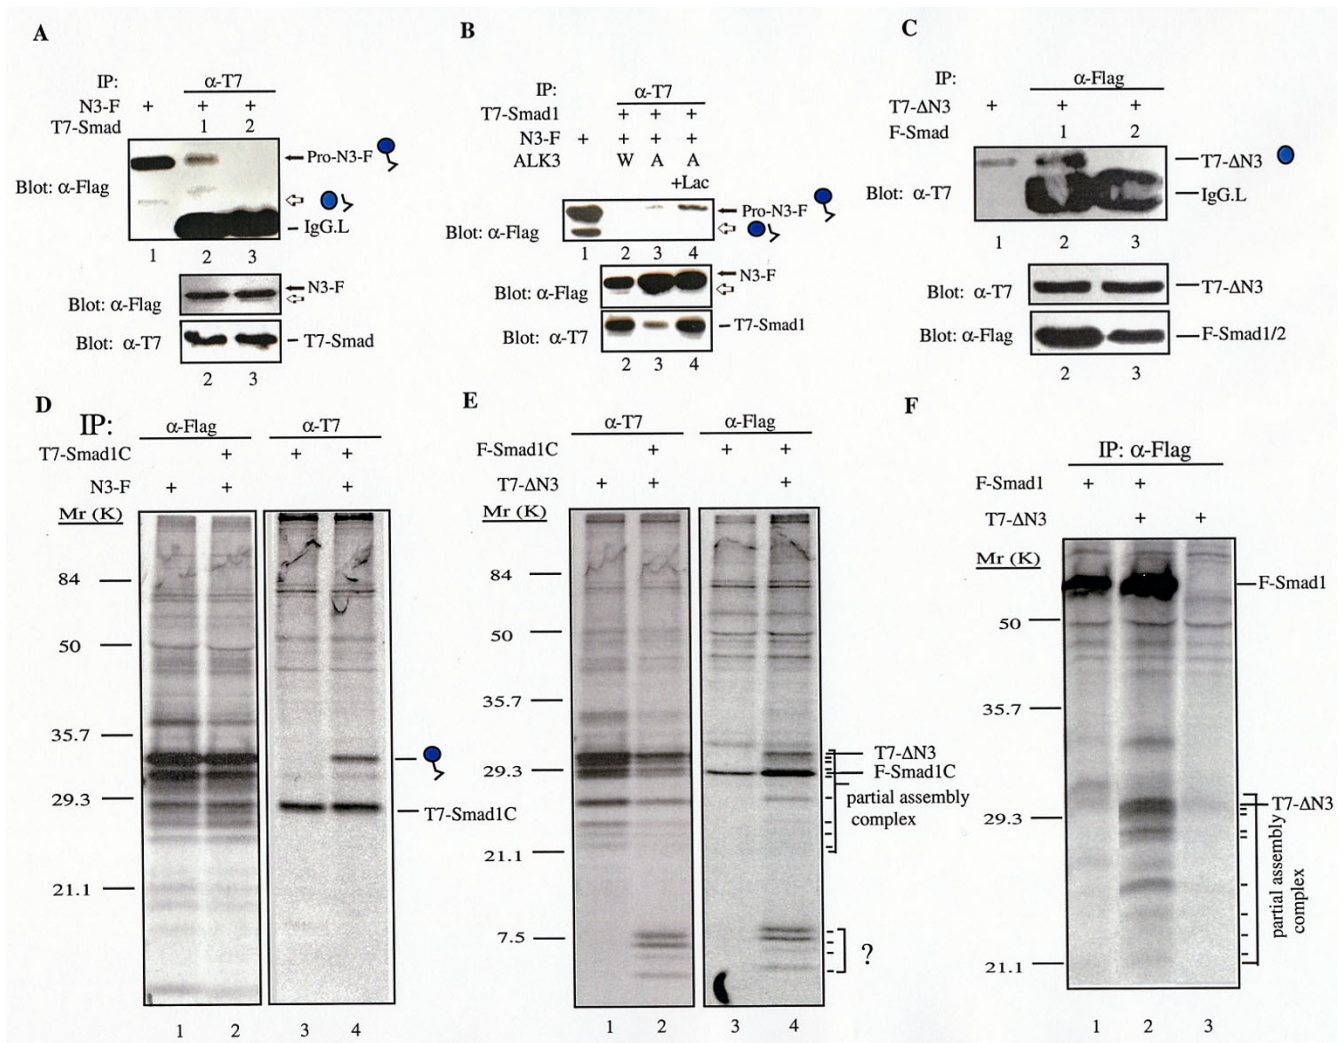 A
IP: α-T7
N3-F + + +
T7-Smad 1 2
Pro-N3-F
Blot: α-Flag
IgG.L
1 2 3
N3-F
Blot: α-Flag
Blot: α-T7
T7-Smad
2 3
B
IP: α-T7
T7-Smad1 + + +
N3-F + + + +
ALK3 W A A
+Lac
Pro-N3-F
Blot: α-Flag
1 2 3 4
N3-F
Blot: α-Flag
T7-Smad1
Blot: α-T7
2 3 4
C
IP: α-Flag
T7-ΔN3 + + +
F-Smad 1 2
T7-ΔN3
Blot: α-T7
IgG.L
1 2 3
T7-ΔN3
Blot: α-T7
Blot: α-Flag
F-Smad1/2
2 3
D
IP: α-Flag α-T7
T7-Smad1C + + +
N3-F + + +
Mr (K)
84
50
35.7
29.3
T7-Smad1C
21.1
1 2 3 4
E
α-T7 α-Flag
F-Smad1C + + +
T7-ΔN3 + + +
Mr (K)
84
50
35.7
T7-ΔN3
29.3
F-Smad1C
partial assembly
complex
21.1
7.5
?
1 2 3 4
F
IP: α-Flag
F-Smad1 + +
T7-ΔN3 + +
Mr (K)
F-Smad1
50
35.7
T7-ΔN3
29.3
partial assembly
complex
21.1
1 2 3